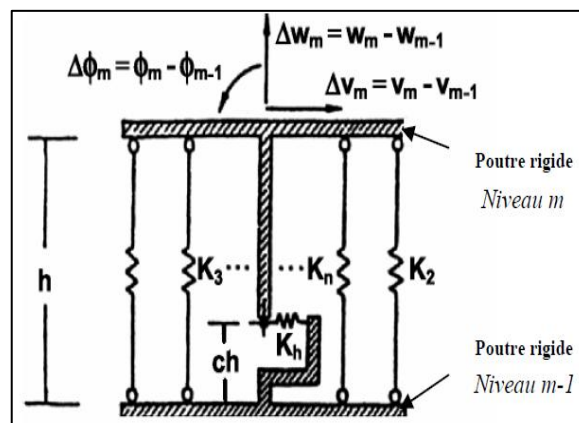 Δwₘ = wₘ - wₘ₋₁
Δϕₘ = ϕₘ - ϕₘ₋₁
Δvₘ = vₘ - vₘ₋₁
Poutre rigide
Niveau m
h
K₃ ···· ···· Kₙ K₂
ch
Kₕ
Poutre rigide
Niveau m-1